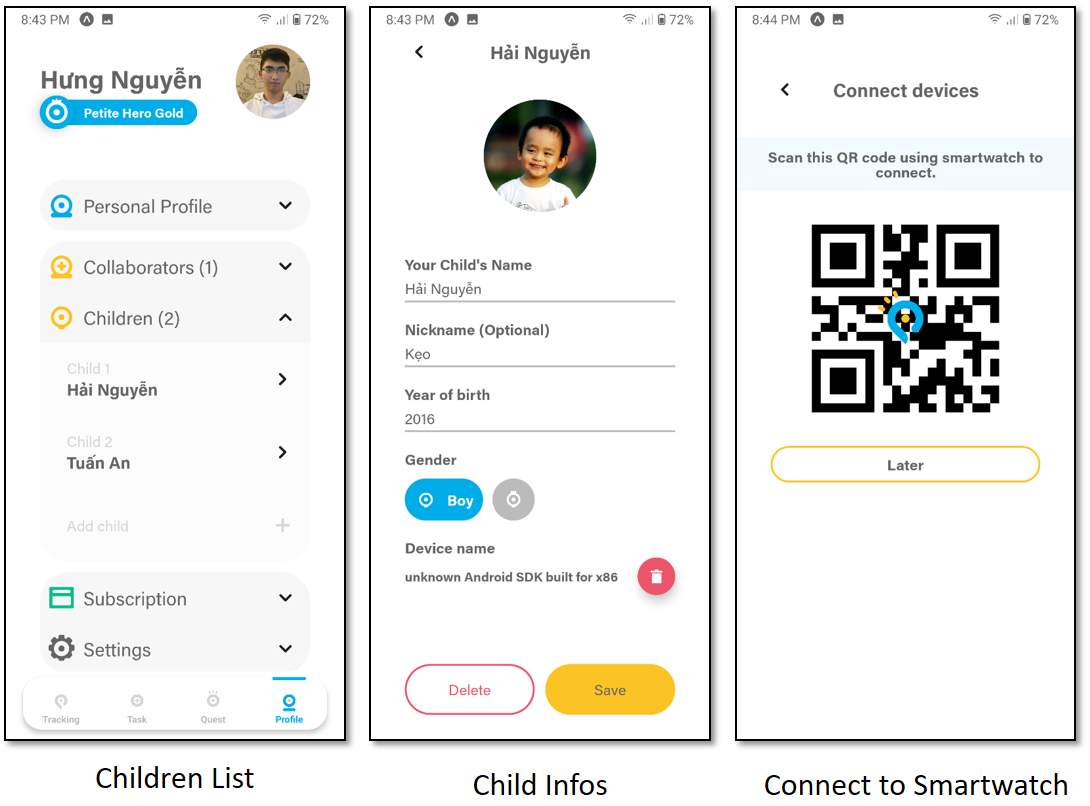 8:43 PM
72%
Hưng Nguyễn
Petite Hero Gold
Personal Profile
Collaborators (1)
Children (2)
Child 1
Hải Nguyễn
Child 2
Tuấn An
Add child
Subscription
Settings
Tracking
Task
Quest
Profile
Children List
8:43 PM
72%
Hải Nguyễn
Your Child's Name
Hải Nguyễn
Nickname (Optional)
Kẹo
Year of birth
2016
Gender
Boy
Device name
unknown Android SDK built for x86
Delete
Save
Child Infos
8:44 PM
72%
Connect devices
Scan this QR code using smartwatch to
connect.
Later
Connect to Smartwatch